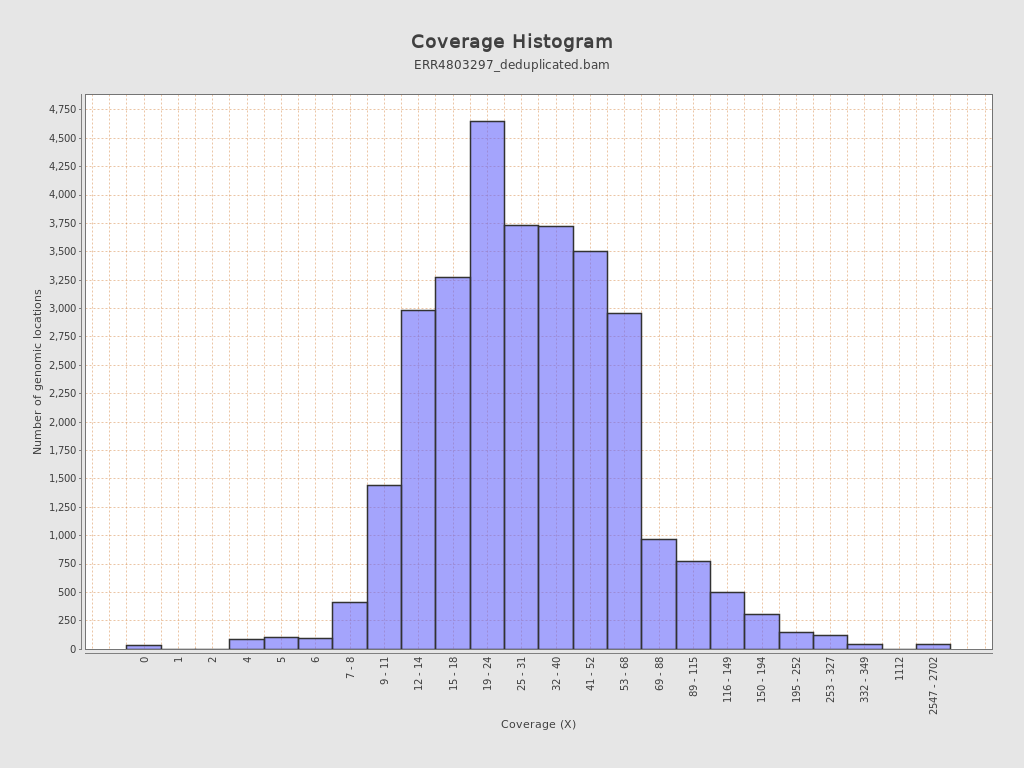 Coverage Histogram
ERR4803297_deduplicated.bam
Number of genomic locations
4,750
4,500
4,250
4,000
3,750
3,500
3,250
3,000
2,750
2,500
2,250
2,000
1,750
1,500
1,250
1,000
750
500
250
0
0
1
2
4
5
6
7 - 8
9 - 11
12 - 14
15 - 18
19 - 24
25 - 31
32 - 40
41 - 52
53 - 68
69 - 88
89 - 115
116 - 149
150 - 194
195 - 252
253 - 327
332 - 349
1112
2547 - 2702
Coverage (X)